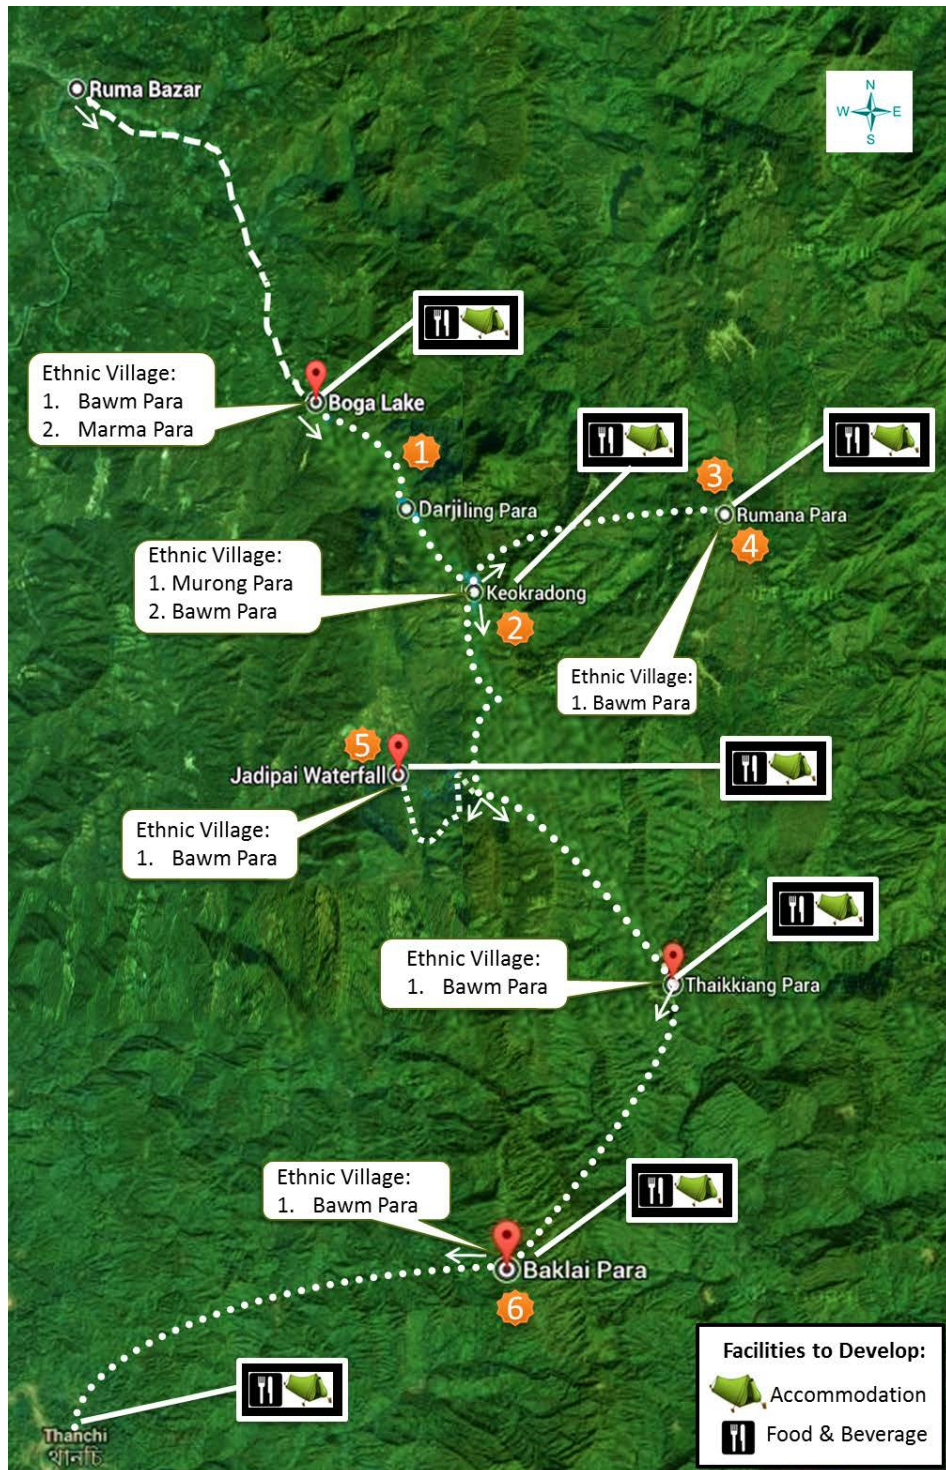 Ruma Bazar
N
W E
S
Ethnic Village:
1. Bawm Para
2. Marma Para
Boga Lake
1
3
Darjiling Para
Rumana Para
4
Ethnic Village:
1. Murong Para
2. Bawm Para
Keokradong
2
Ethnic Village:
1. Bawm Para
5
Jadipai Waterfall
Ethnic Village:
1. Bawm Para
Ethnic Village:
1. Bawm Para
Thaikkiang Para
Ethnic Village:
1. Bawm Para
Baklai Para
6
Facilities to Develop:
Accommodation
Food & Beverage
Thanchi
থানচি